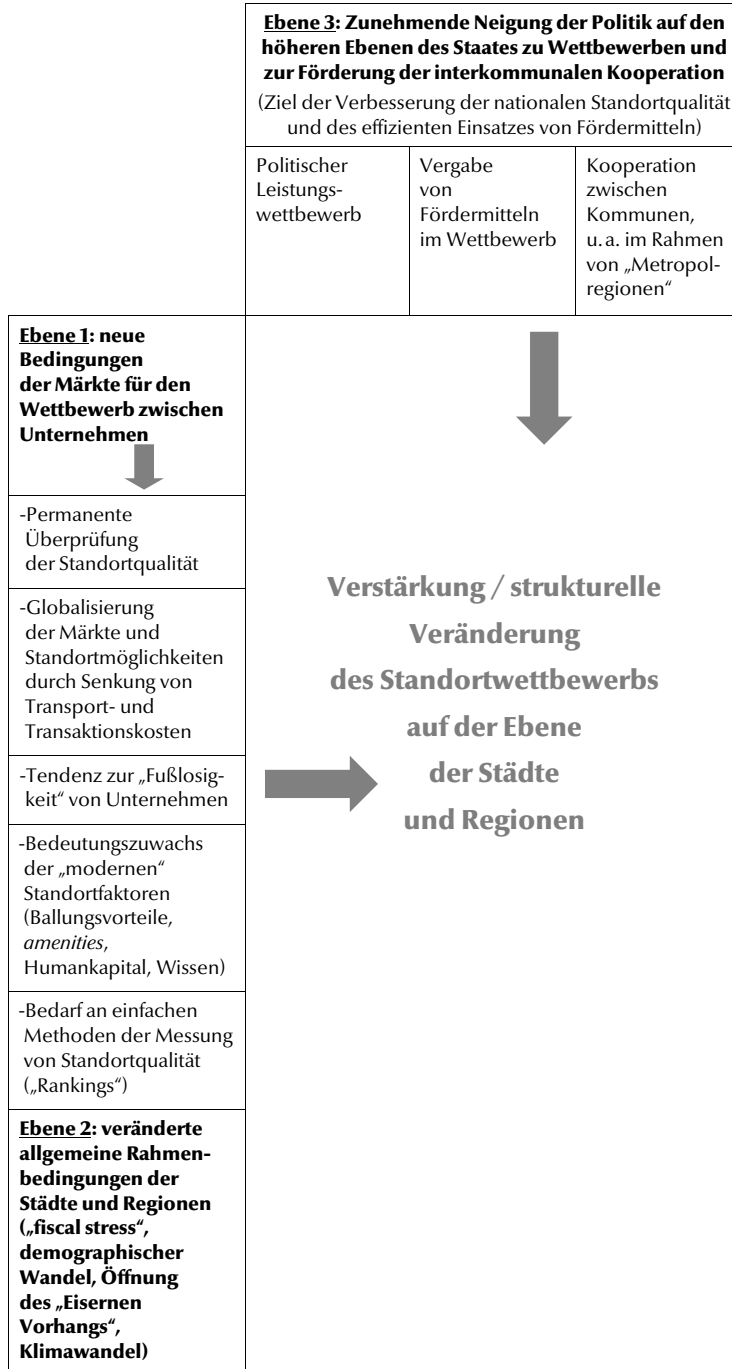 Ebene 3: Zunehmende Neigung der Politik auf den
höheren Ebenen des Staates zu Wettbewerben und
zur Förderung der interkommunalen Kooperation
(Ziel der Verbesserung der nationalen Standortqualität
und des effizienten Einsatzes von Fördermitteln)
Politischer
Leistungs-
wettbewerb
Vergabe
von
Fördermitteln
im Wettbewerb
Kooperation
zwischen
Kommunen,
u. a. im Rahmen
von „Metropol-
regionen“
Ebene 1: neue
Bedingungen
der Märkte für den
Wettbewerb zwischen
Unternehmen
-Permanente
Überprüfung
der Standortqualität
-Globalisierung
der Märkte und
Standortmöglichkeiten
durch Senkung von
Transport- und
Transaktionskosten
-Tendenz zur „Fußlosig-
keit“ von Unternehmen
-Bedeutungszuwachs
der „modernen“
Standortfaktoren
(Ballungsvorteile,
amenities,
Humankapital, Wissen)
-Bedarf an einfachen
Methoden der Messung
von Standortqualität
(„Rankings“)
Ebene 2: veränderte
allgemeine Rahmen-
bedingungen der
Städte und Regionen
(„fiscal stress“,
demographischer
Wandel, Öffnung
des „Eisernen
Vorhangs“,
Klimawandel)
Verstärkung / strukturelle
Veränderung
des Standortwettbewerbs
auf der Ebene
der Städte
und Regionen